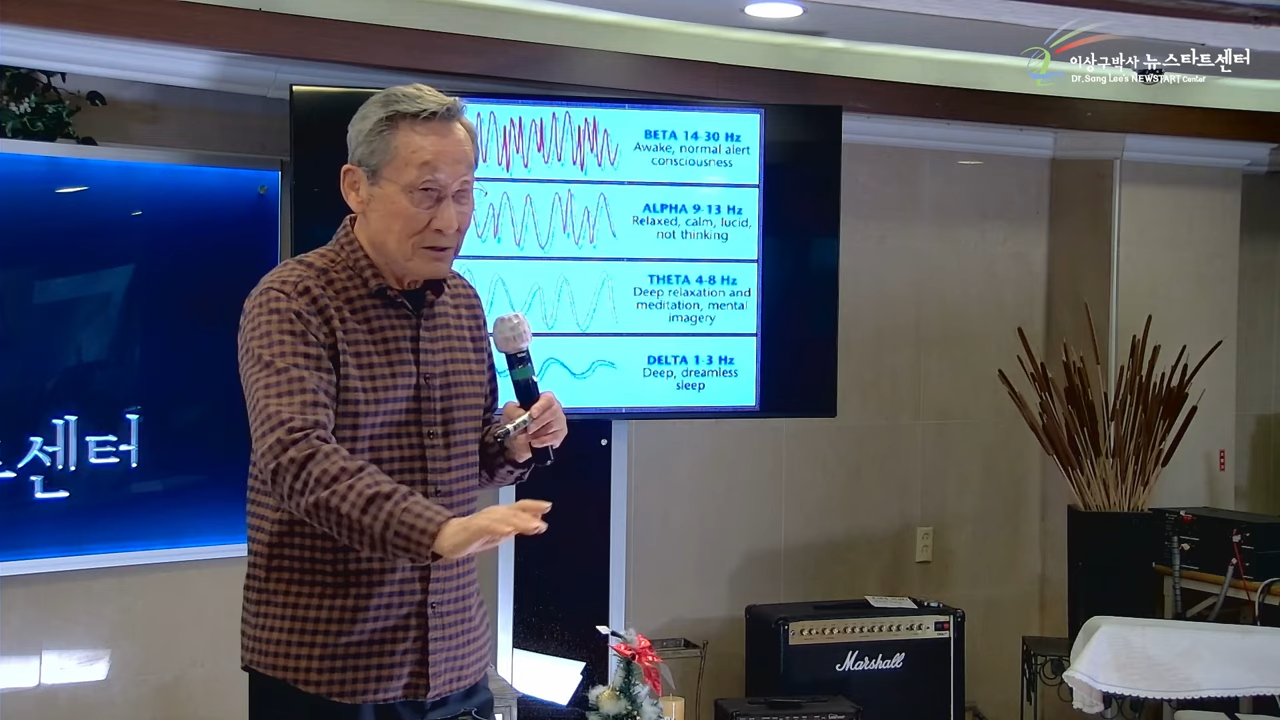 이상구박사 뉴스타트센터
Dr.Sang Lee's NEWSTART Center
BETA 14-30 Hz
Awake, normal alert
consciousness
ALPHA 9-13 Hz
Relaxed, calm, lucid,
not thinking
THETA 4-8 Hz
Deep relaxation and
meditation, mental
imagery
DELTA 1-3 Hz
Deep, dreamless
sleep
센터
Marshall